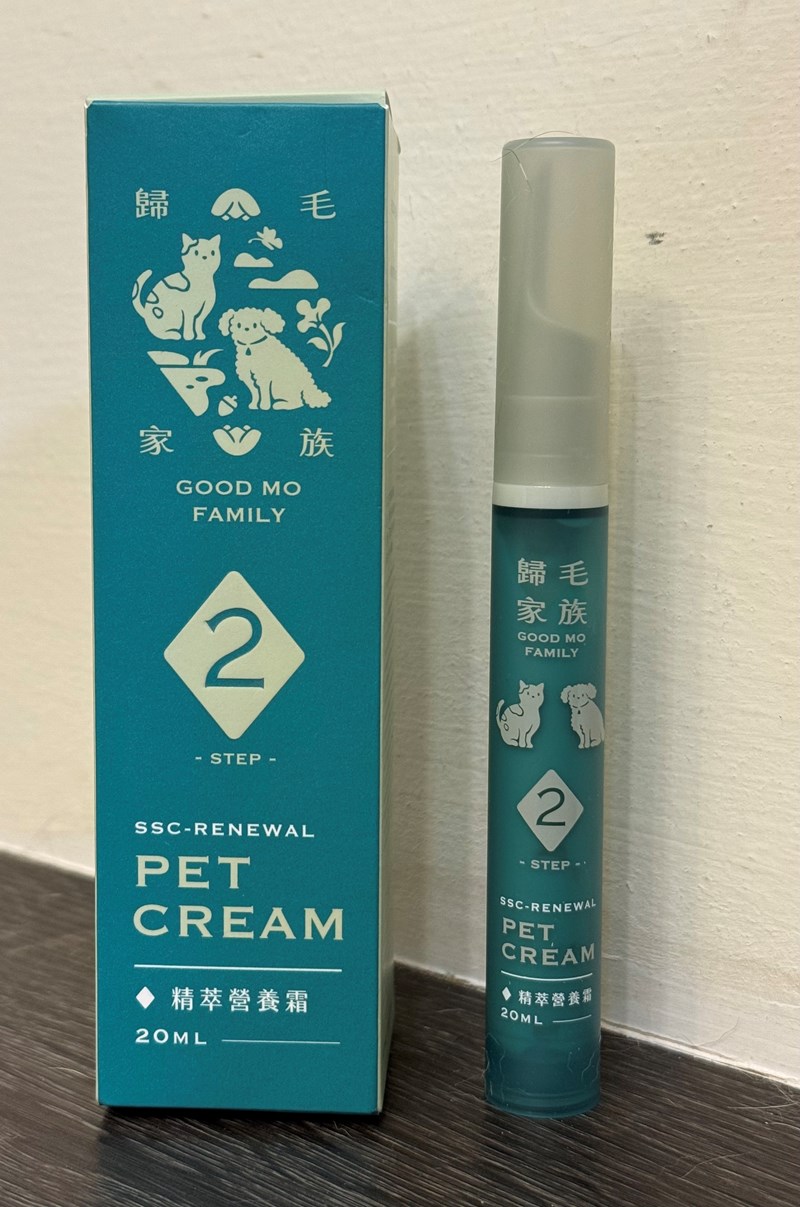 歸 毛
家 族
GOOD MO
FAMILY
2
- STEP -
SSC-RENEWAL
PET
CREAM
精萃營養霜
20ML
歸毛
家族
GOOD MO
FAMILY
2
- STEP -
SSC-RENEWAL
PET
CREAM
精萃營養霜
20ML